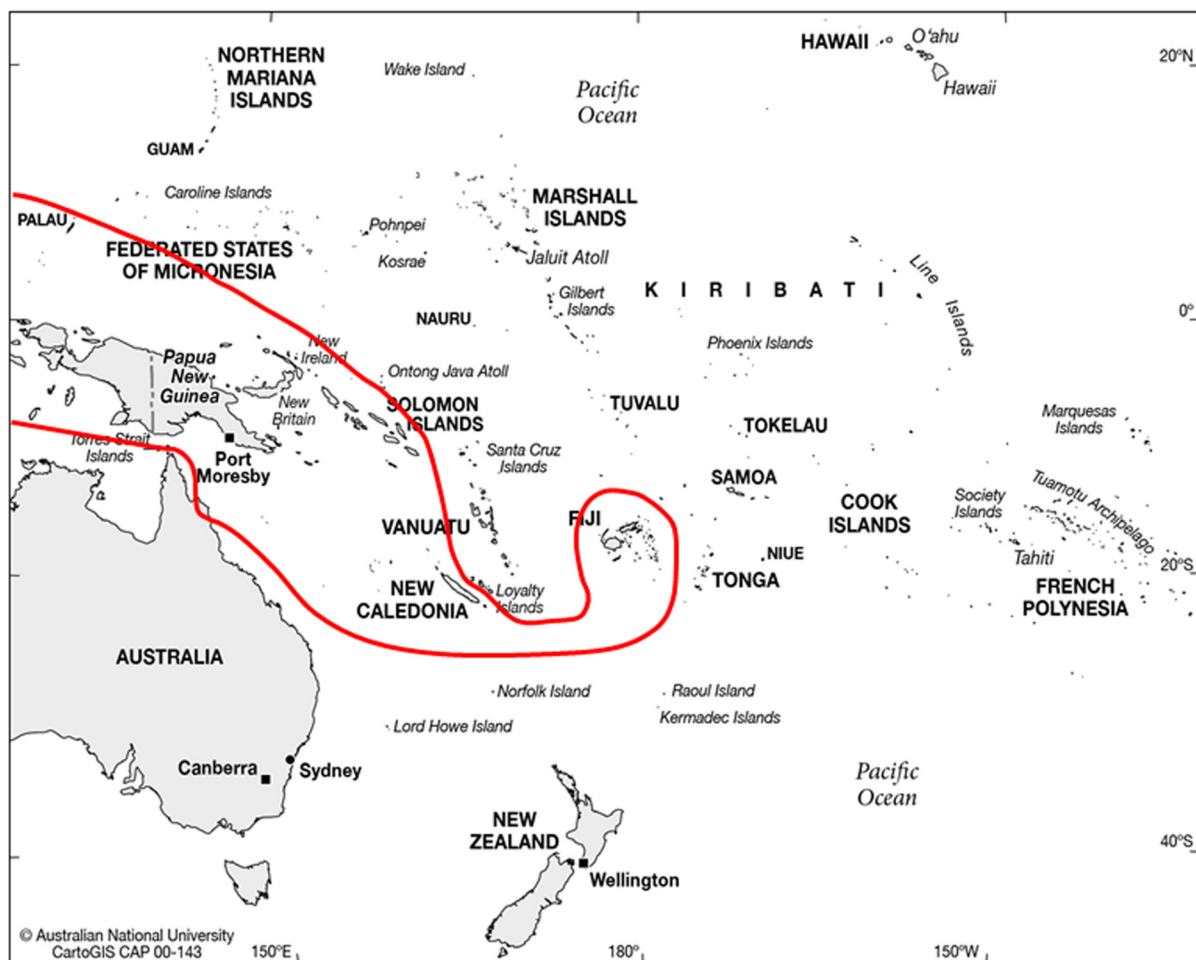 NORTHERN
MARIANA
ISLANDS
Wake Island
Pacific
Ocean
HAWAII
O'ahu
Hawaii
20°N
GUAM
Caroline Islands
PALAU
FEDERATED STATES
OF MICRONESIA
Pohnpei
Kosrae
MARSHALL
ISLANDS
Jaluit Atoll
Gilbert
Islands
KIRIBATI
Line
Islands
NAURU
0°
Phoenix Islands
Papua
New
Guinea
New
Ireland
New
Britain
Ontong Java Atoll
SOLOMON
ISLANDS
TUVALU
TOKELAU
Marquesas
Islands
Torres Strait
Islands
Port
Moresby
Santa Cruz
Islands
SAMOA
COOK
ISLANDS
Society
Islands
Tuamotu Archipelago
VANUATU
FIJI
NIUE
TONGA
Tahiti
20°S
NEW
CALEDONIA
Loyalty
Islands
FRENCH
POLYNESIA
AUSTRALIA
Norfolk Island
Raoul Island
Kermadec Islands
Lord Howe Island
Canberra
Sydney
Pacific
Ocean
NEW
ZEALAND
Wellington
40°S
© Australian National University
CartoGIS CAP 00-143
150°E
180°
150°W